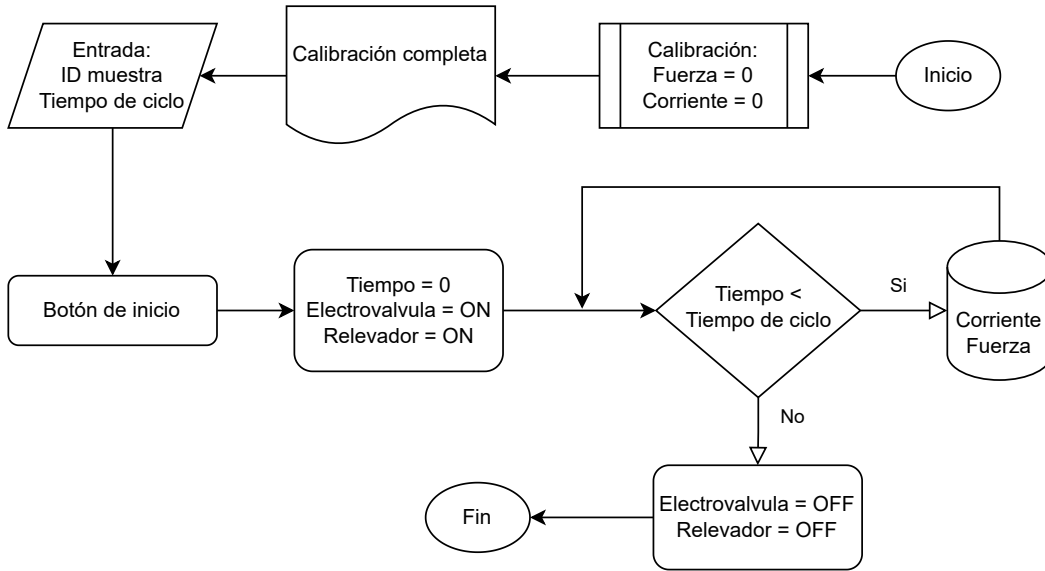 Entrada:
ID muestra
Tiempo de ciclo
Calibración completa
Calibración:
Fuerza = 0
Corriente = 0
Inicio
Botón de inicio
Tiempo = 0
Electrovalvula = ON
Relevador = ON
Tiempo <
Tiempo de ciclo
Si
Corriente
Fuerza
No
Electrovalvula = OFF
Relevador = OFF
Fin